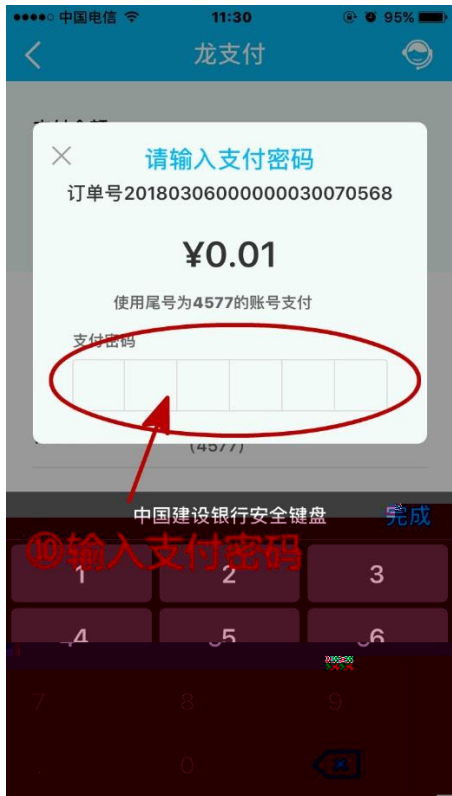 中国电信 11:30 95%
龙支付
请输入支付密码
订单号20180306000000030070568
¥0.01
使用尾号为4577的账号支付
支付密码
(4577)
中国建设银行安全键盘 完成
⑩输入支付密码
1 2 3
4 5 6
7 8 9
. 0